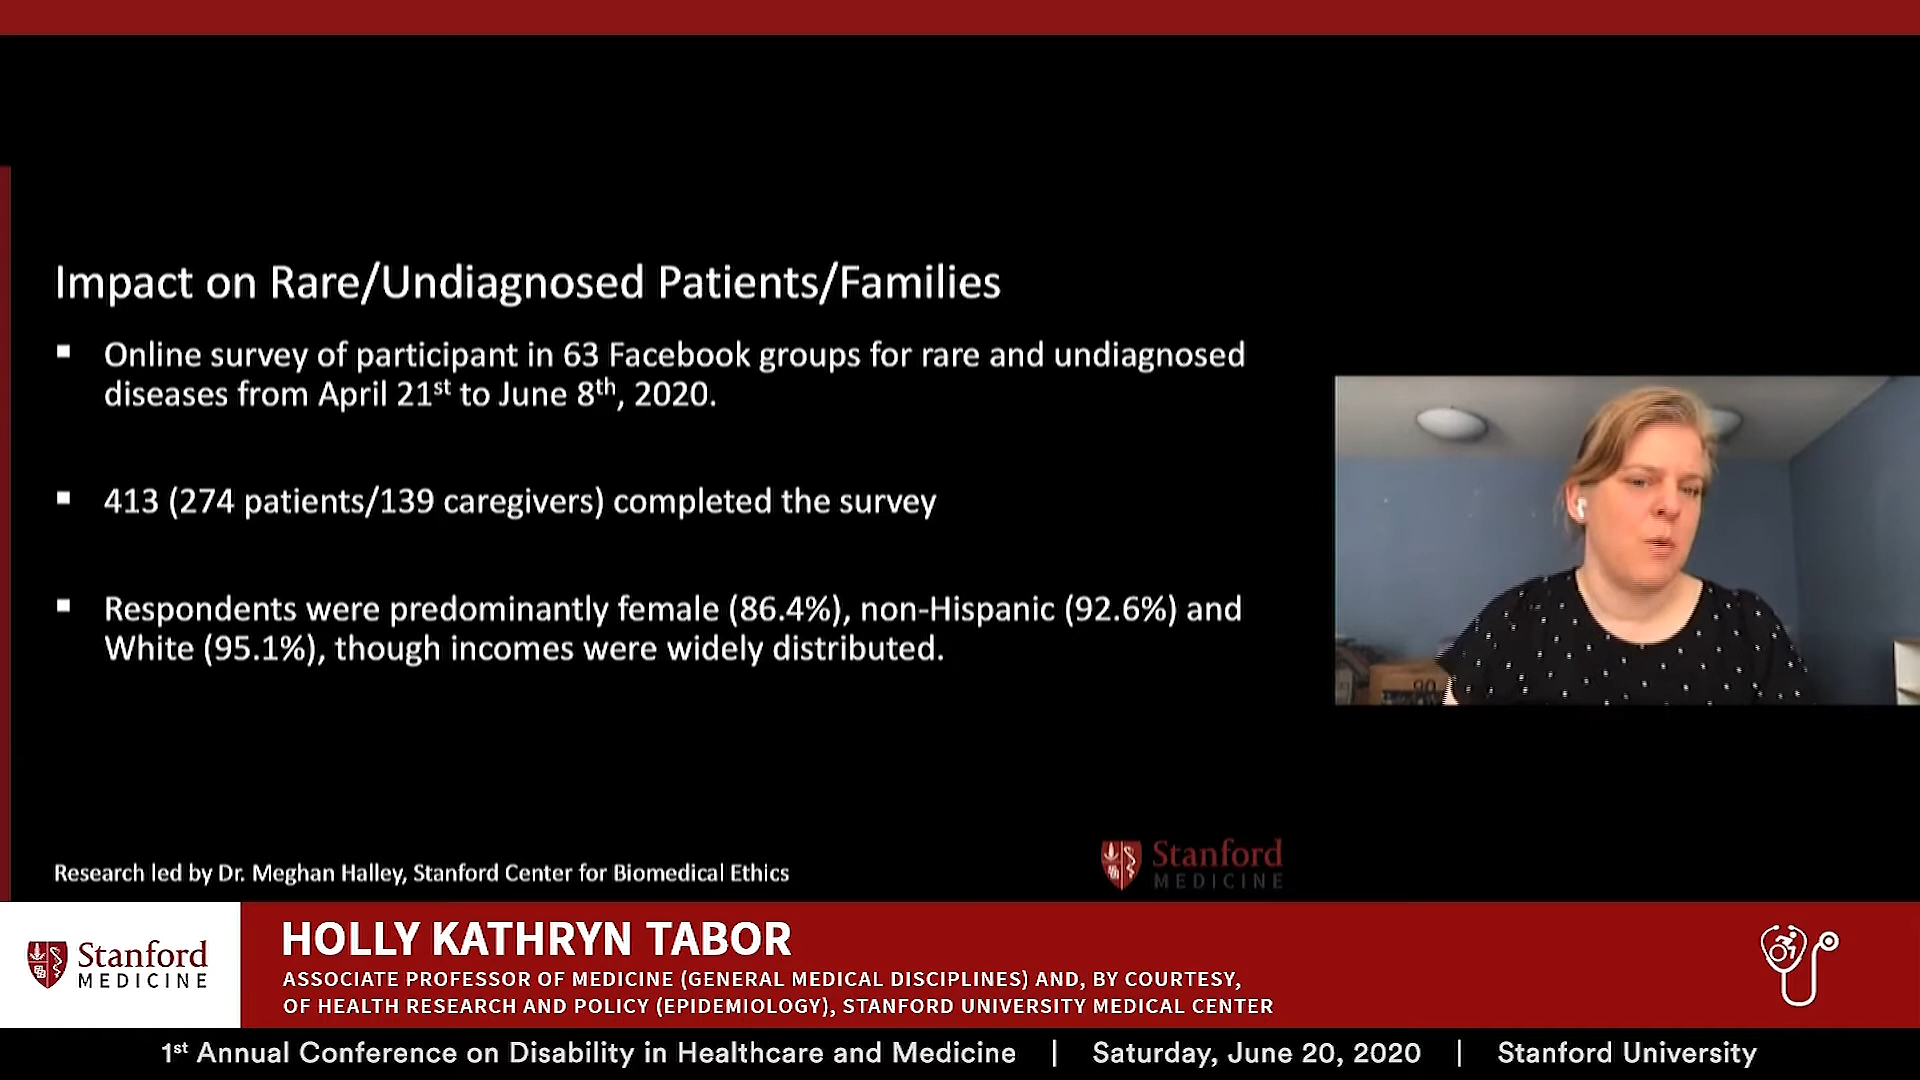 Impact on Rare/Undiagnosed Patients/Families
▪ Online survey of participant in 63 Facebook groups for rare and undiagnosed
diseases from April 21st to June 8th, 2020.
▪ 413 (274 patients/139 caregivers) completed the survey
▪ Respondents were predominantly female (86.4%), non-Hispanic (92.6%) and
White (95.1%), though incomes were widely distributed.
90
Research led by Dr. Meghan Halley, Stanford Center for Biomedical Ethics
Stanford
MEDICINE
Stanford
MEDICINE
HOLLY KATHRYN TABOR
ASSOCIATE PROFESSOR OF MEDICINE (GENERAL MEDICAL DISCIPLINES) AND, BY COURTESY,
OF HEALTH RESEARCH AND POLICY (EPIDEMIOLOGY), STANFORD UNIVERSITY MEDICAL CENTER
1st Annual Conference on Disability in Healthcare and Medicine | Saturday, June 20, 2020 | Stanford University